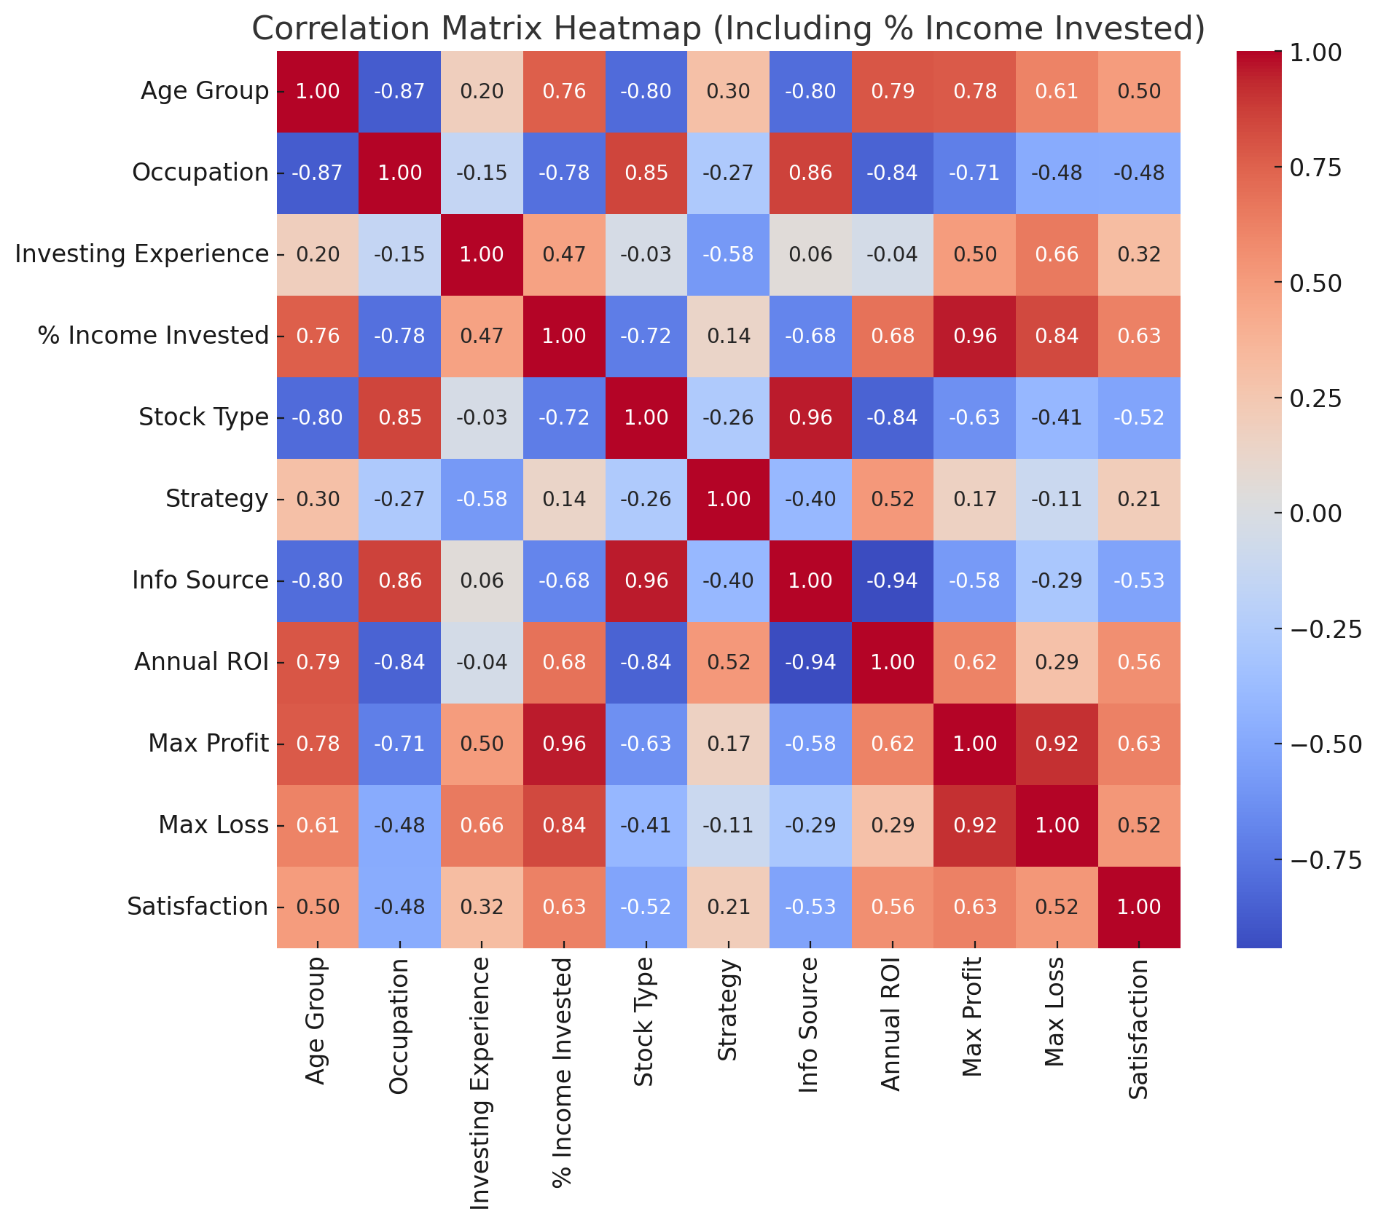 Correlation Matrix Heatmap (Including % Income Invested)
Age Group 1.00 -0.87 0.20 0.76 -0.80 0.30 -0.80 0.79 0.78 0.61 0.50
Occupation -0.87 1.00 -0.15 -0.78 0.85 -0.27 0.86 -0.84 -0.71 -0.48 -0.48
Investing Experience 0.20 -0.15 1.00 0.47 -0.03 -0.58 0.06 -0.04 0.50 0.66 0.32
% Income Invested 0.76 -0.78 0.47 1.00 -0.72 0.14 -0.68 0.68 0.96 0.84 0.63
Stock Type -0.80 0.85 -0.03 -0.72 1.00 -0.26 0.96 -0.84 -0.63 -0.41 -0.52
Strategy 0.30 -0.27 -0.58 0.14 -0.26 1.00 -0.40 0.52 0.17 -0.11 0.21
Info Source -0.80 0.86 0.06 -0.68 0.96 -0.40 1.00 -0.94 -0.58 -0.29 -0.53
Annual ROI 0.79 -0.84 -0.04 0.68 -0.84 0.52 -0.94 1.00 0.62 0.29 0.56
Max Profit 0.78 -0.71 0.50 0.96 -0.63 0.17 -0.58 0.62 1.00 0.92 0.63
Max Loss 0.61 -0.48 0.66 0.84 -0.41 -0.11 -0.29 0.29 0.92 1.00 0.52
Satisfaction 0.50 -0.48 0.32 0.63 -0.52 0.21 -0.53 0.56 0.63 0.52 1.00
Age Group
Occupation
Investing Experience
% Income Invested
Stock Type
Strategy
Info Source
Annual ROI
Max Profit
Max Loss
Satisfaction
1.00
0.75
0.50
0.25
0.00
−0.25
−0.50
−0.75